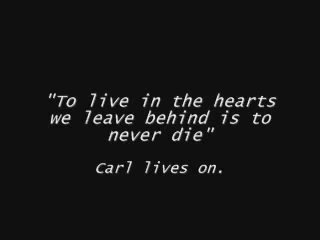 "To live in the hearts
we leave behind is to
never die"
Carl lives on.